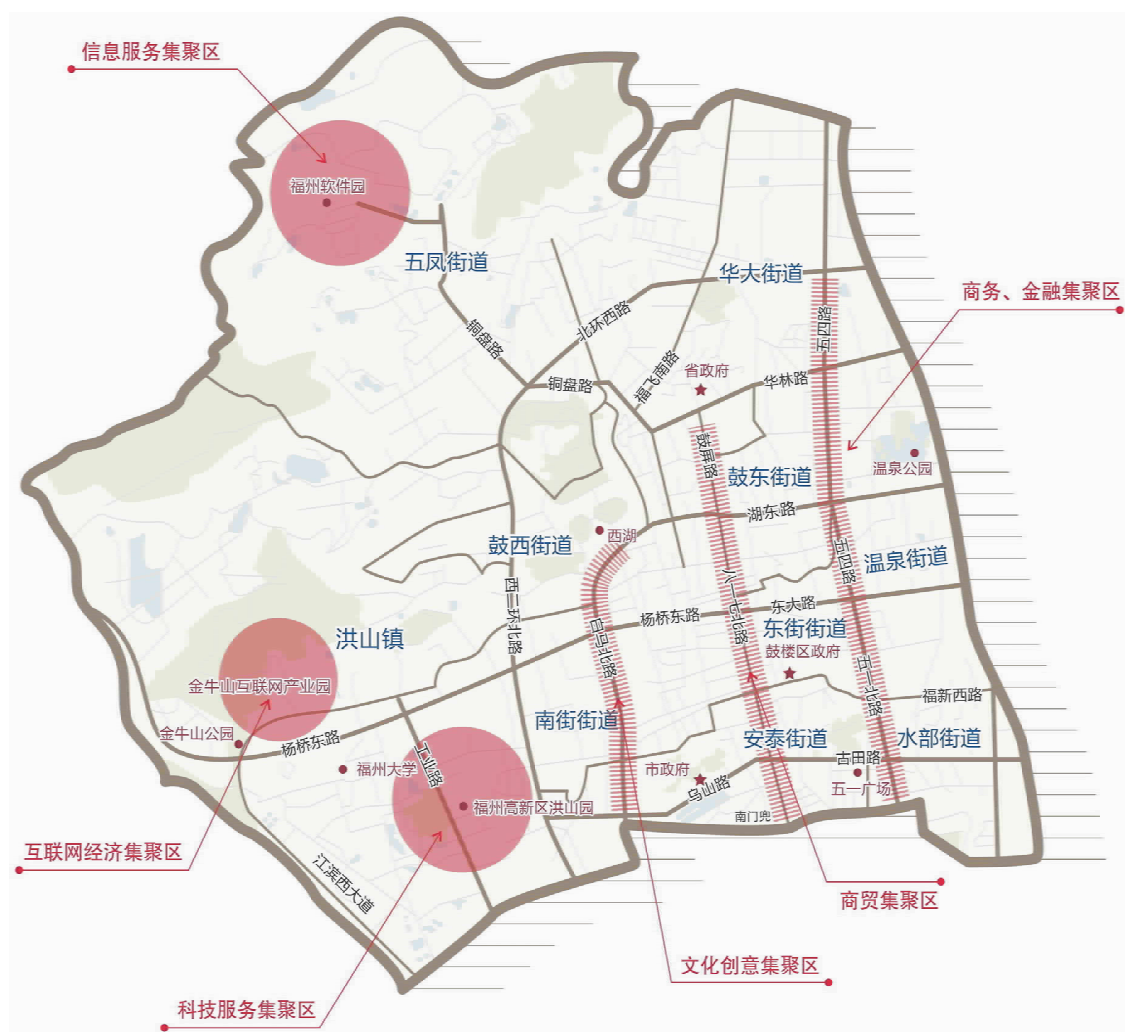 信息服务集聚区
福州软件园
五凤街道
华大街道
商务、金融集聚区
北环西路
五四路
铜盘路
铜盘路
福飞南路
省政府
华林路
鼓屏路
鼓东街道
温泉公园
湖东路
西湖
鼓西街道
五四路
温泉街道
西二环北路
八一七北路
东大路
杨桥东路
白马北路
东街街道
洪山镇
鼓楼区政府
金牛山互联网产业园
五一北路
福新西路
南街街道
金牛山公园
杨桥东路
安泰街道
水部街道
工业路
古田路
福州大学
市政府
乌山路
五一广场
福州高新区洪山园
南门兜
互联网经济集聚区
江滨西大道
商贸集聚区
文化创意集聚区
科技服务集聚区